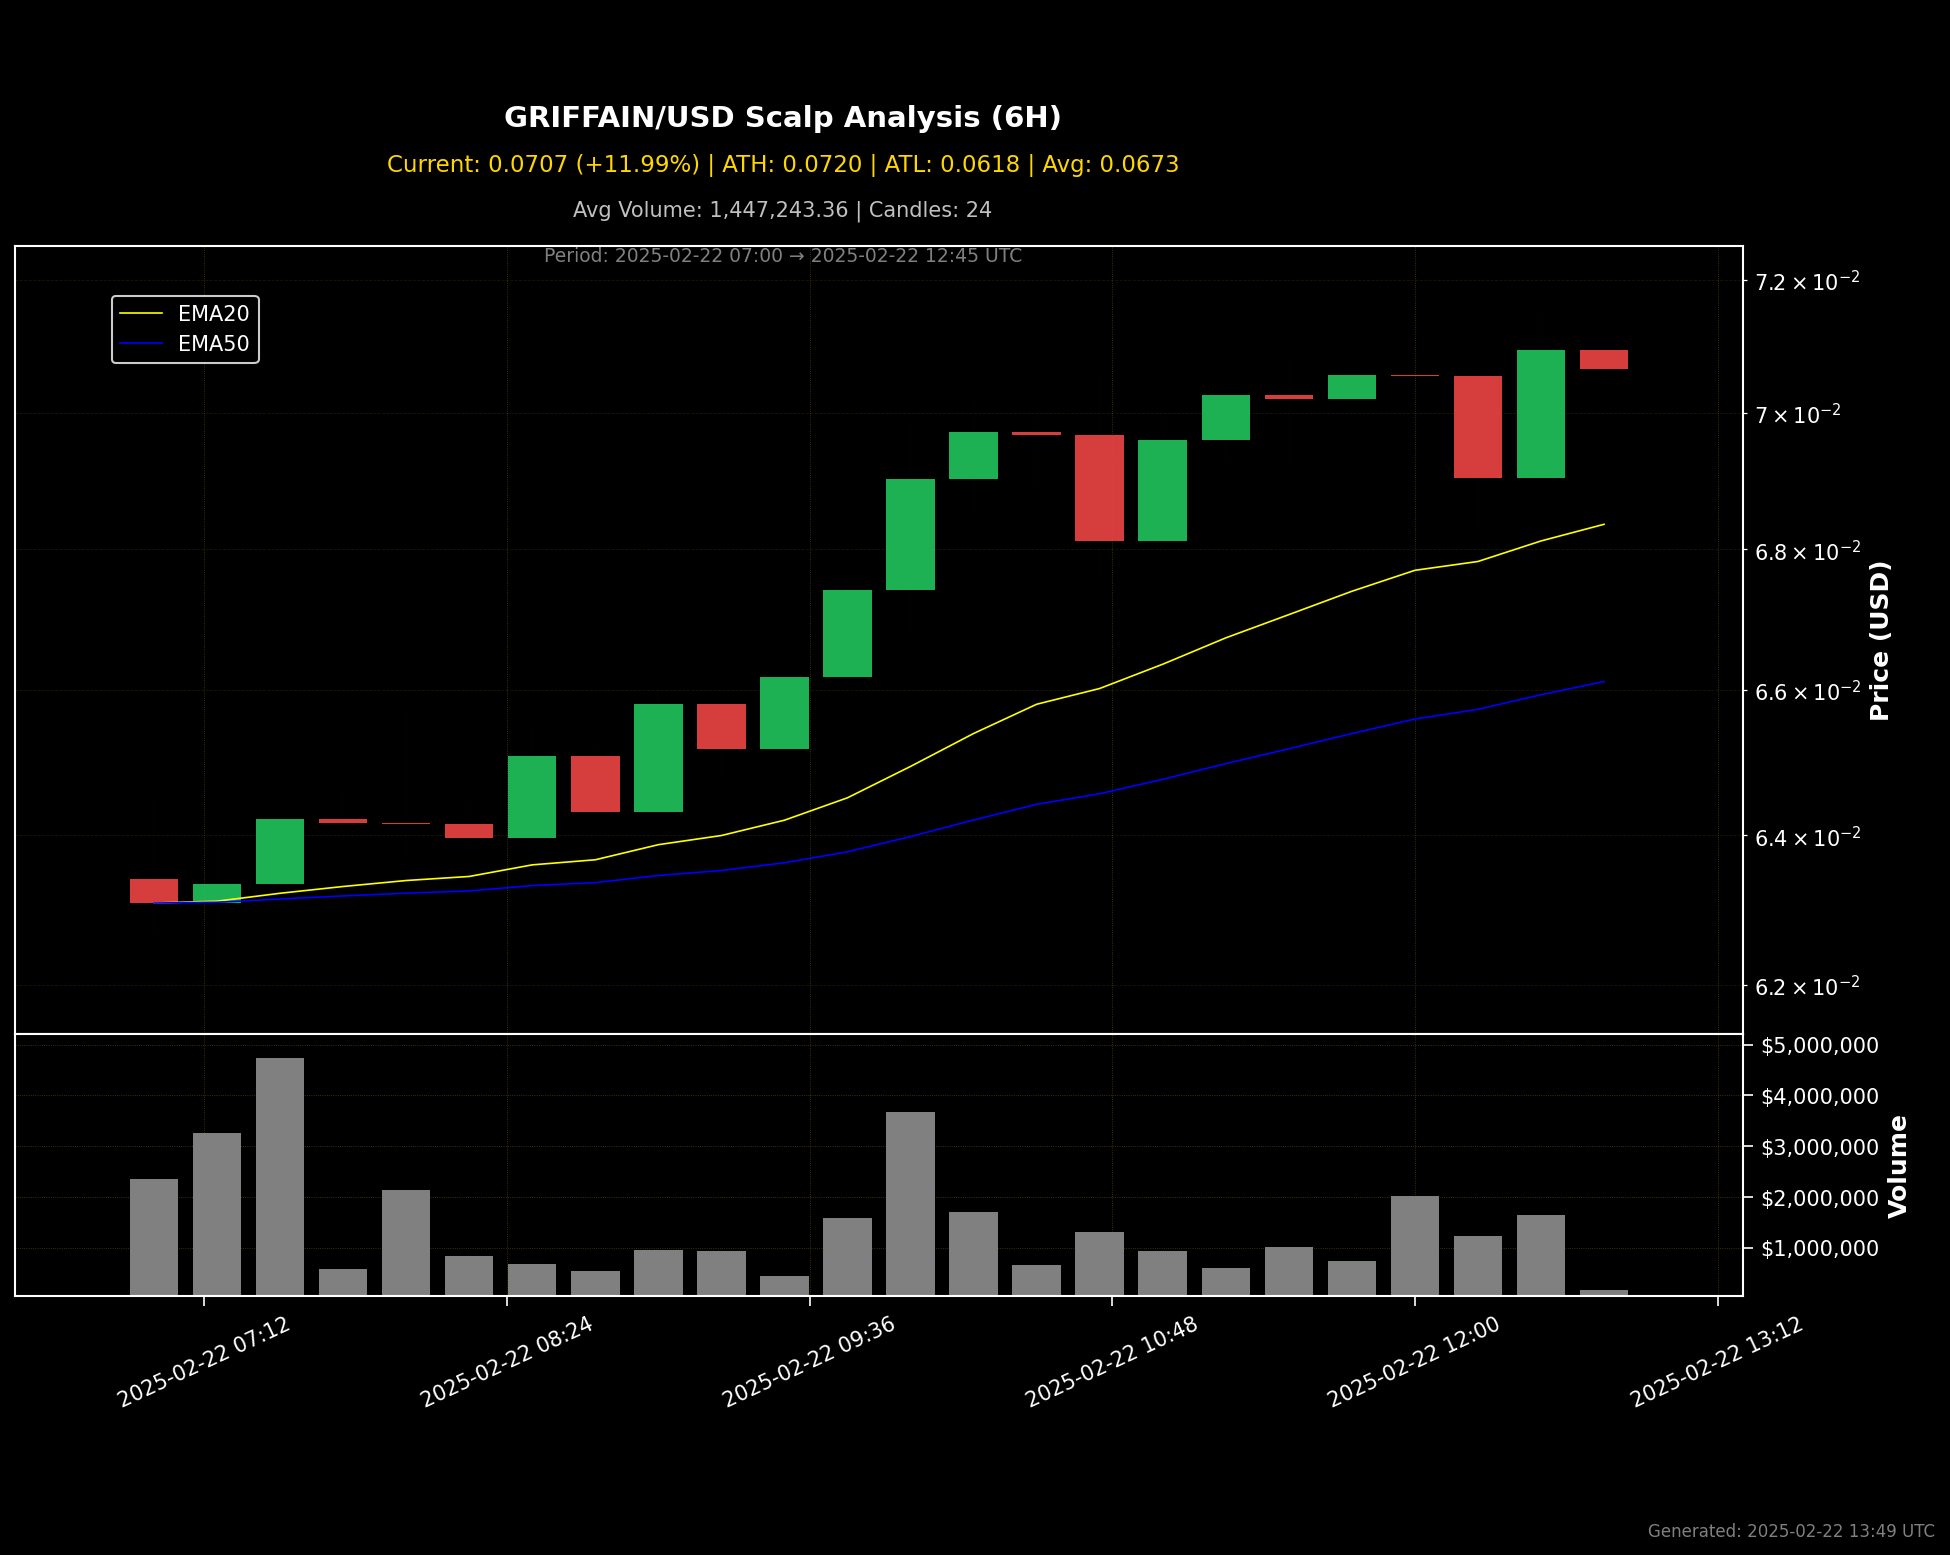 GRIFFAIN/USD Scalp Analysis (6H)
Current: 0.0707 (+11.99%) | ATH: 0.0720 | ATL: 0.0618 | Avg: 0.0673
Avg Volume: 1,447,243.36 | Candles: 24
Period: 2025-02-22 07:00 → 2025-02-22 12:45 UTC
EMA20
EMA50
7.2 × 10⁻²
7 × 10⁻²
6.8 × 10⁻²
6.6 × 10⁻²
6.4 × 10⁻²
6.2 × 10⁻²
Price (USD)
$5,000,000
$4,000,000
$3,000,000
$2,000,000
$1,000,000
Volume
2025-02-22 07:12
2025-02-22 08:24
2025-02-22 09:36
2025-02-22 10:48
2025-02-22 12:00
2025-02-22 13:12
Generated: 2025-02-22 13:49 UTC